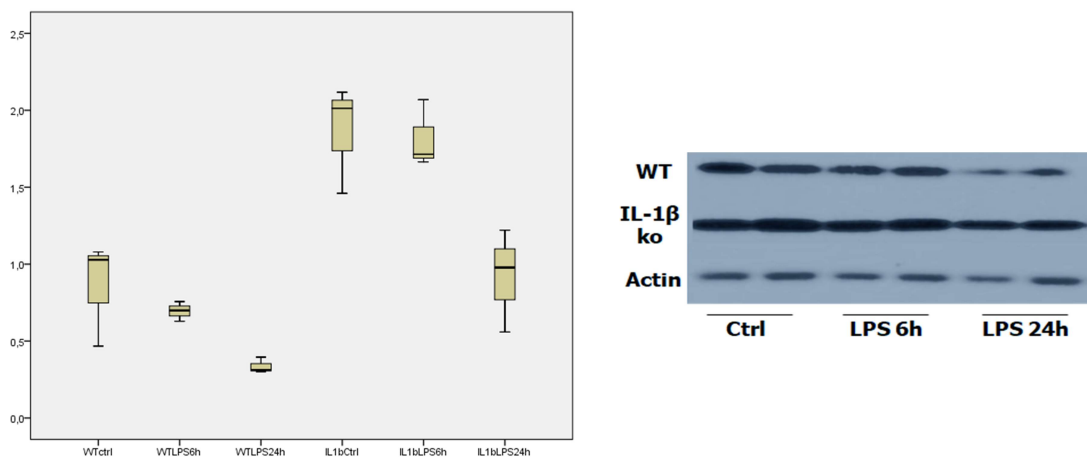 2,5
2,0
1,5
1,0
0,5
0,0
WTctrl WTLPS6h WTLPS24h IL1bCtrl IL1bLPS6h IL1bLPS24h
WT
IL-1β
ko
Actin
Ctrl LPS 6h LPS 24h